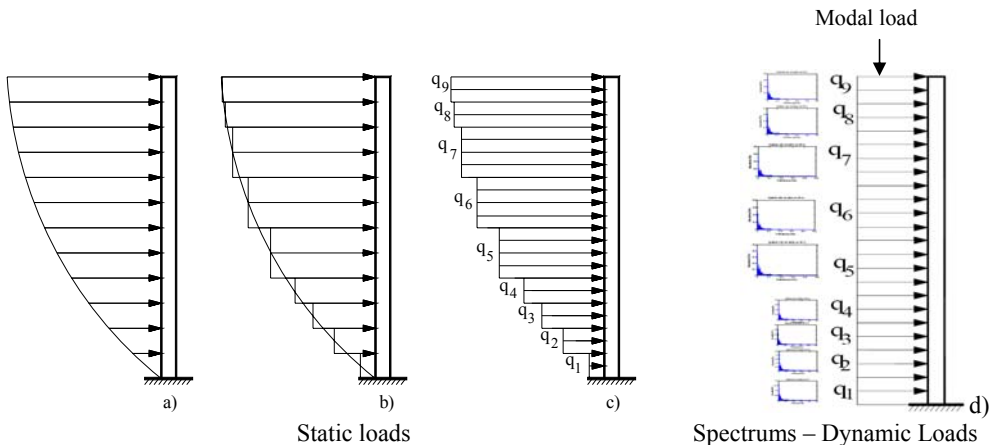 Modal load
q9
q8
q7
q6
q5
q4
q3
q2
q1
a)
b)
c)
q9
q8
q7
q6
q5
q4
q3
q2
q1
d)
Static loads
Spectrums – Dynamic Loads